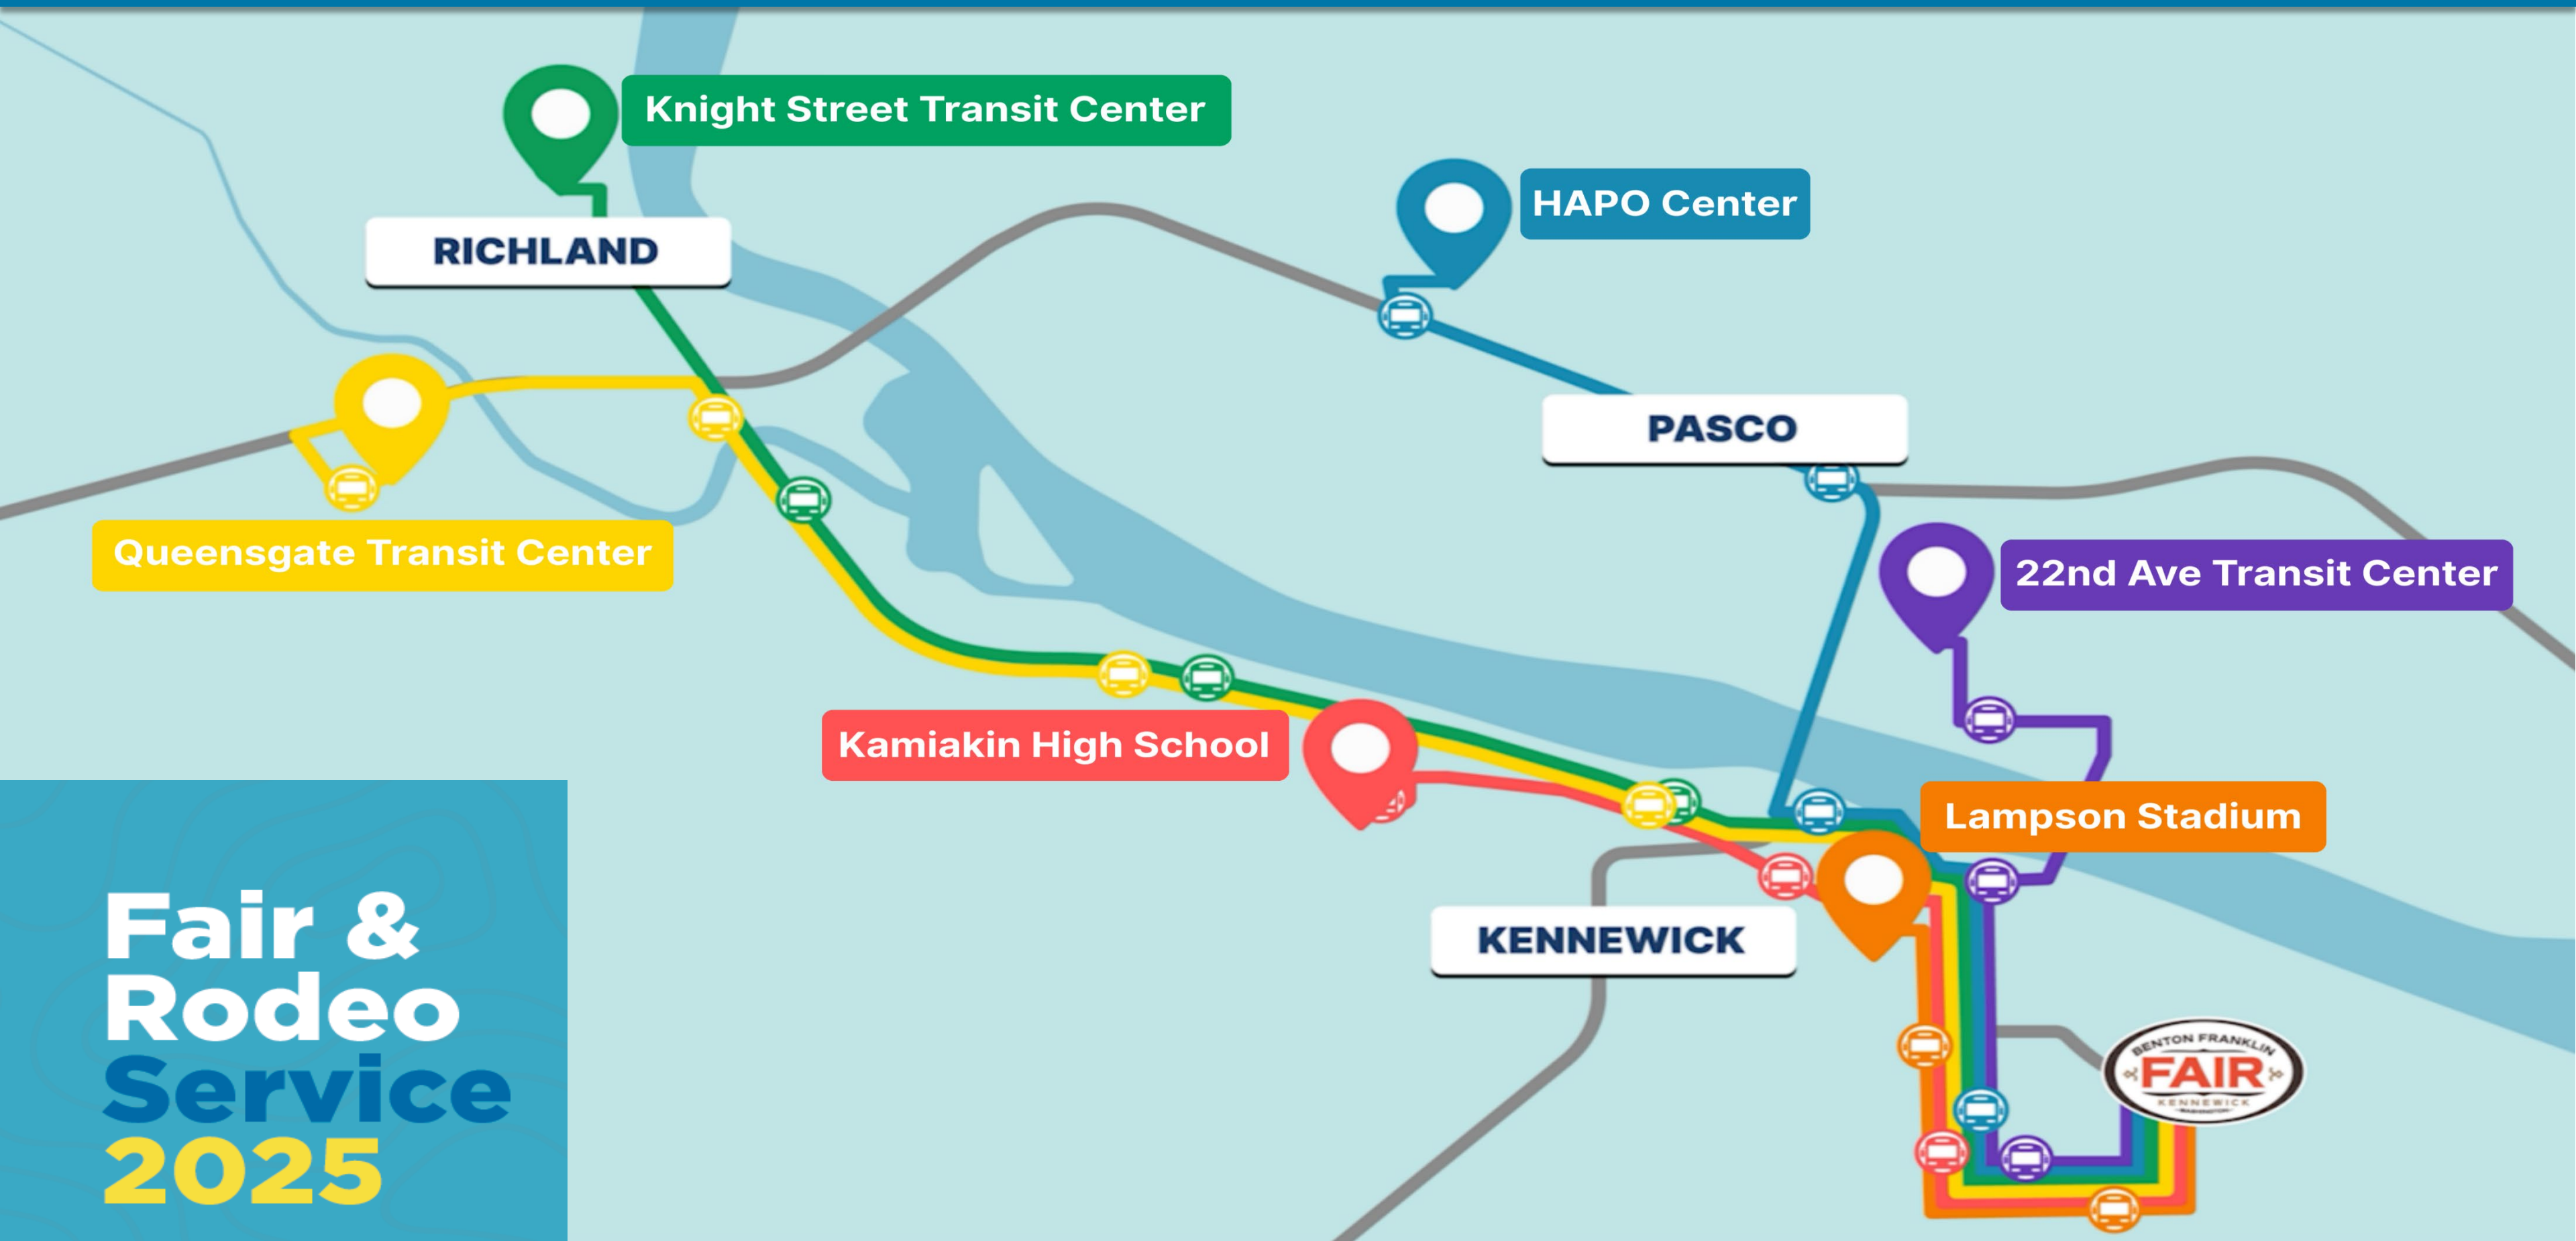 Knight Street Transit Center
HAPO Center
RICHLAND
PASCO
Queensgate Transit Center
22nd Ave Transit Center
Kamiakin High School
Lampson Stadium
KENNEWICK
Fair &
Rodeo
Service
2025
BENTON FRANKLIN
FAIR
KENNEWICK